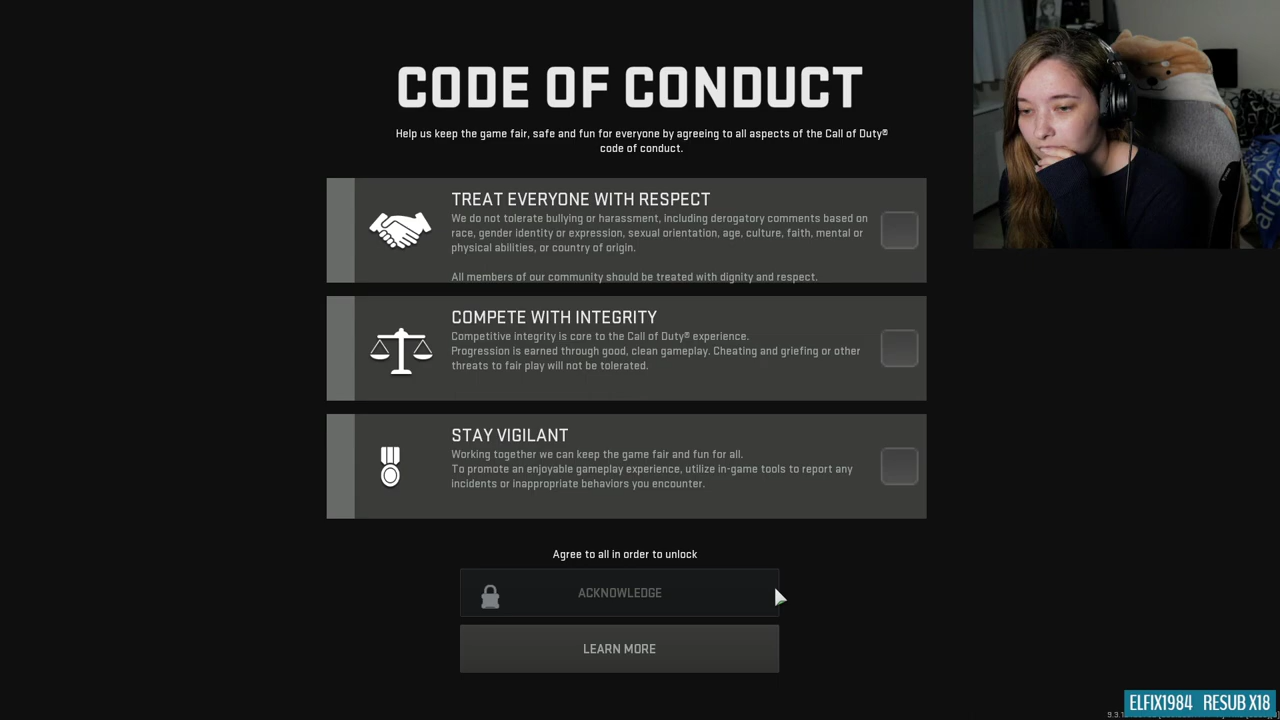 CODE OF CONDUCT
Help us keep the game fair, safe and fun for everyone by agreeing to all aspects of the Call of Duty®
code of conduct.
TREAT EVERYONE WITH RESPECT
We do not tolerate bullying or harassment, including derogatory comments based on
race, gender identity or expression, sexual orientation, age, culture, faith, mental or
physical abilities, or country of origin.
All members of our community should be treated with dignity and respect.
COMPETE WITH INTEGRITY
Competitive integrity is core to the Call of Duty® experience.
Progression is earned through good, clean gameplay. Cheating and griefing or other
threats to fair play will not be tolerated.
STAY VIGILANT
Working together we can keep the game fair and fun for all.
To promote an enjoyable gameplay experience, utilize in-game tools to report any
incidents or inappropriate behaviors you encounter.
Agree to all in order to unlock
ACKNOWLEDGE
LEARN MORE
ELFIX1984 RESUB X18